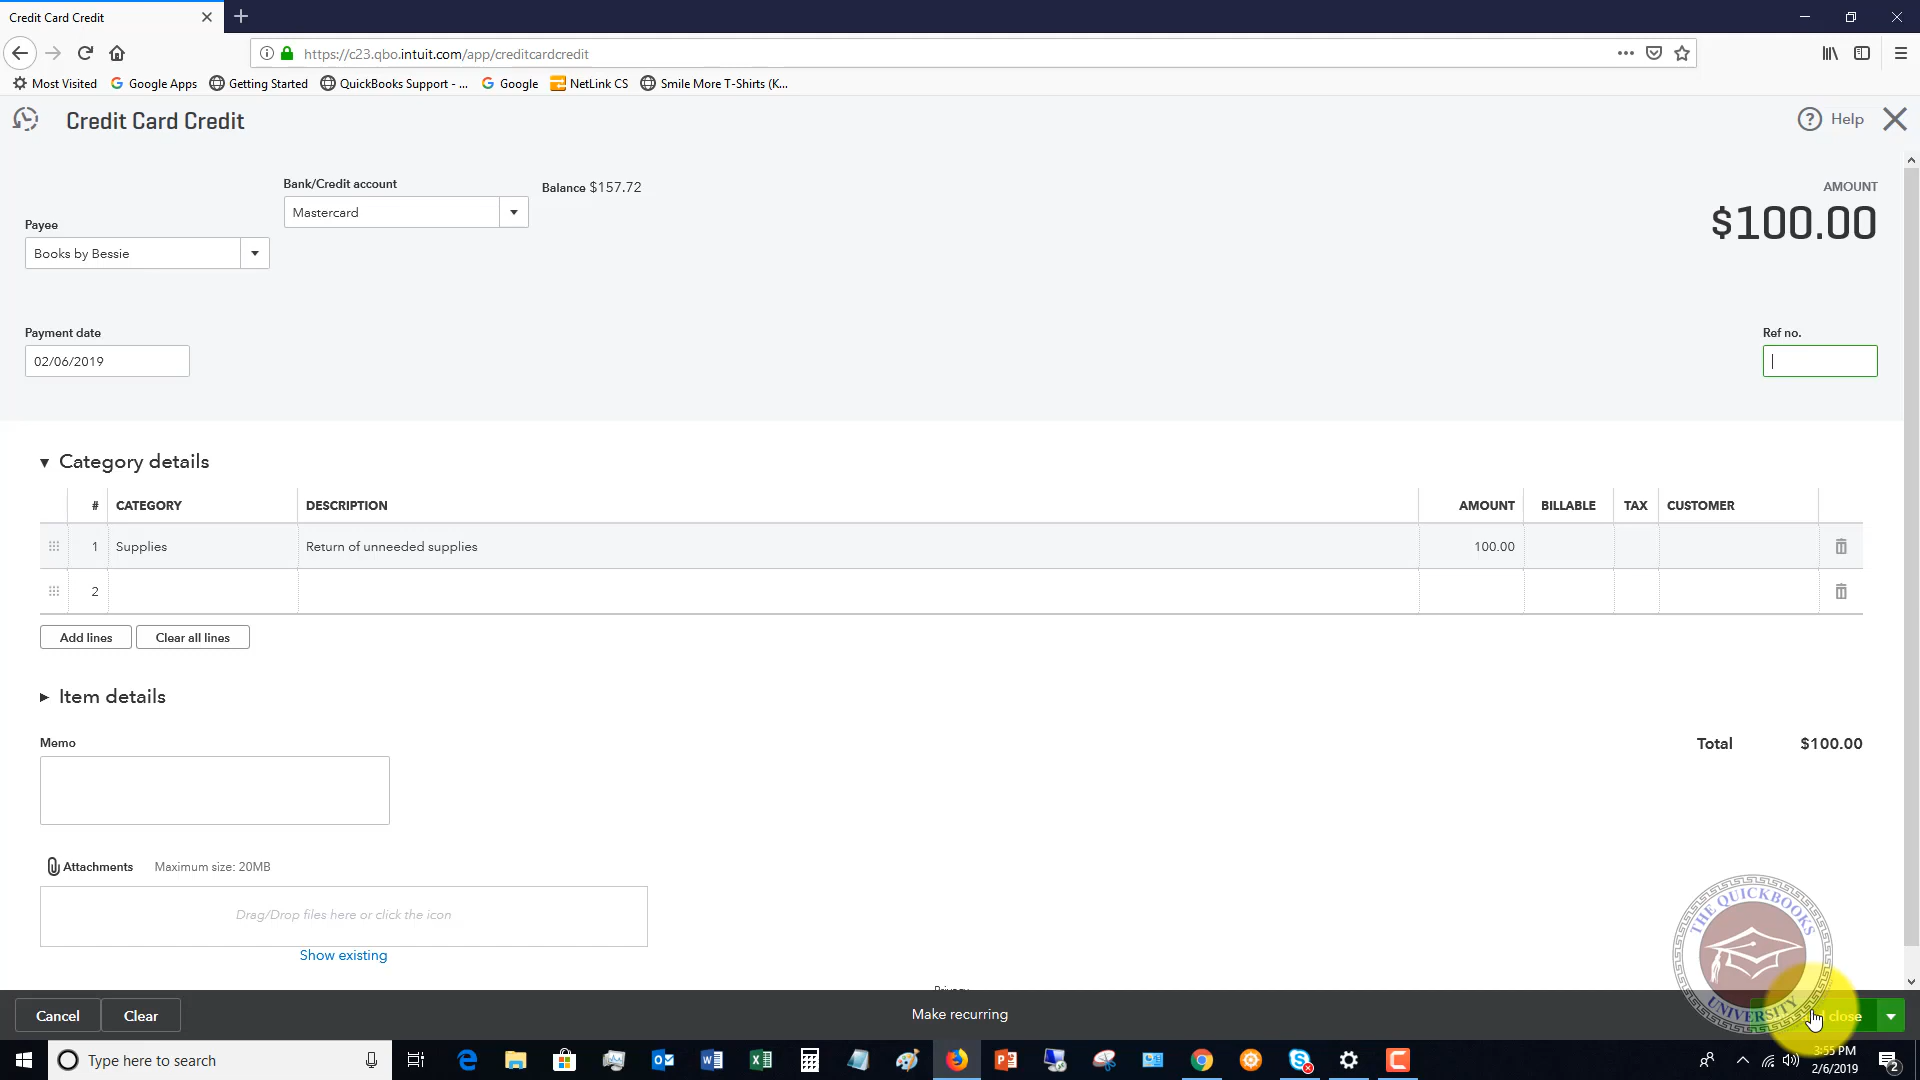 Credit Card Credit
https://c23.qbo.intuit.com/app/creditcardcredit
Most Visited Google Apps Getting Started QuickBooks Support - ... Google NetLink CS Smile More T-Shirts (K...
Credit Card Credit
Help
Bank/Credit account
Balance $157.72
AMOUNT
Mastercard
$100.00
Payee
Books by Bessie
Payment date
Ref no.
02/06/2019
Category details
# CATEGORY DESCRIPTION AMOUNT BILLABLE TAX CUSTOMER
1 Supplies Return of unneeded supplies 100.00
2
Add lines Clear all lines
Item details
Memo
Total $100.00
Attachments Maximum size: 20MB
Drag/Drop files here or click the icon
Show existing
THE QUICKBOOKS
UNIVERSITY
Cancel Clear Make recurring close
Type here to search
3:55 PM
2/6/2019
2